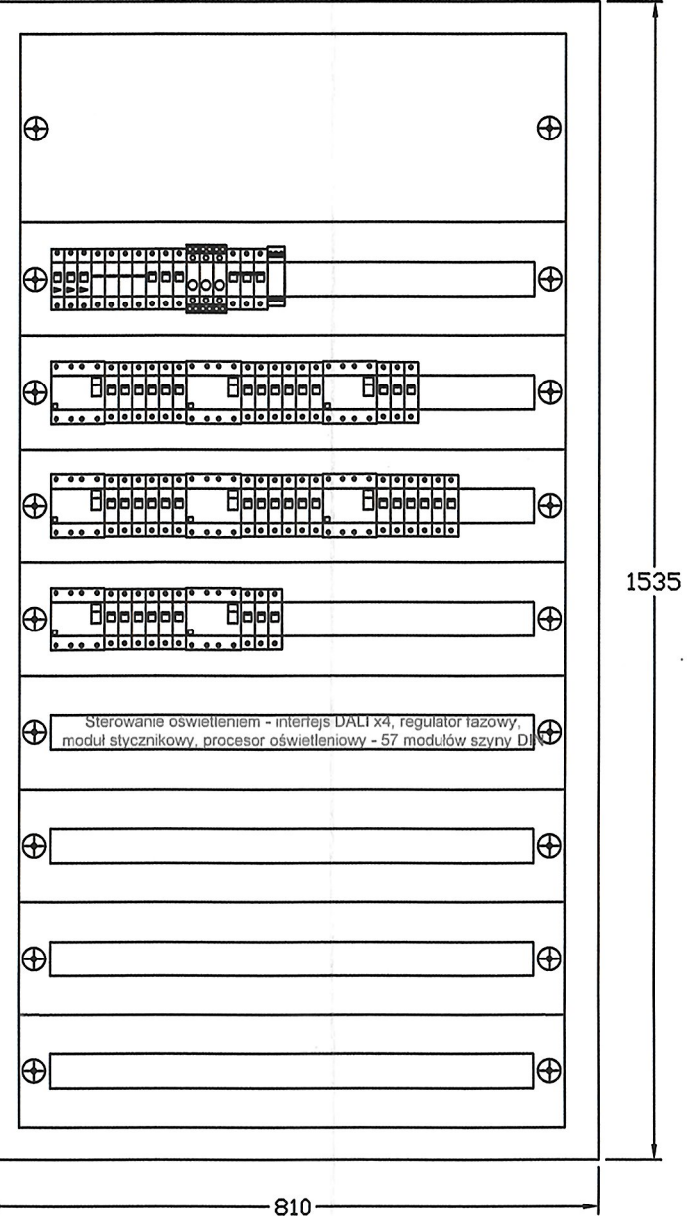 1535
Sterowanie oświetleniem - interfejs DALI x4, regulator fazowy,
moduł stycznikowy, procesor oświetleniowy - 57 modułów szyny DIN
810